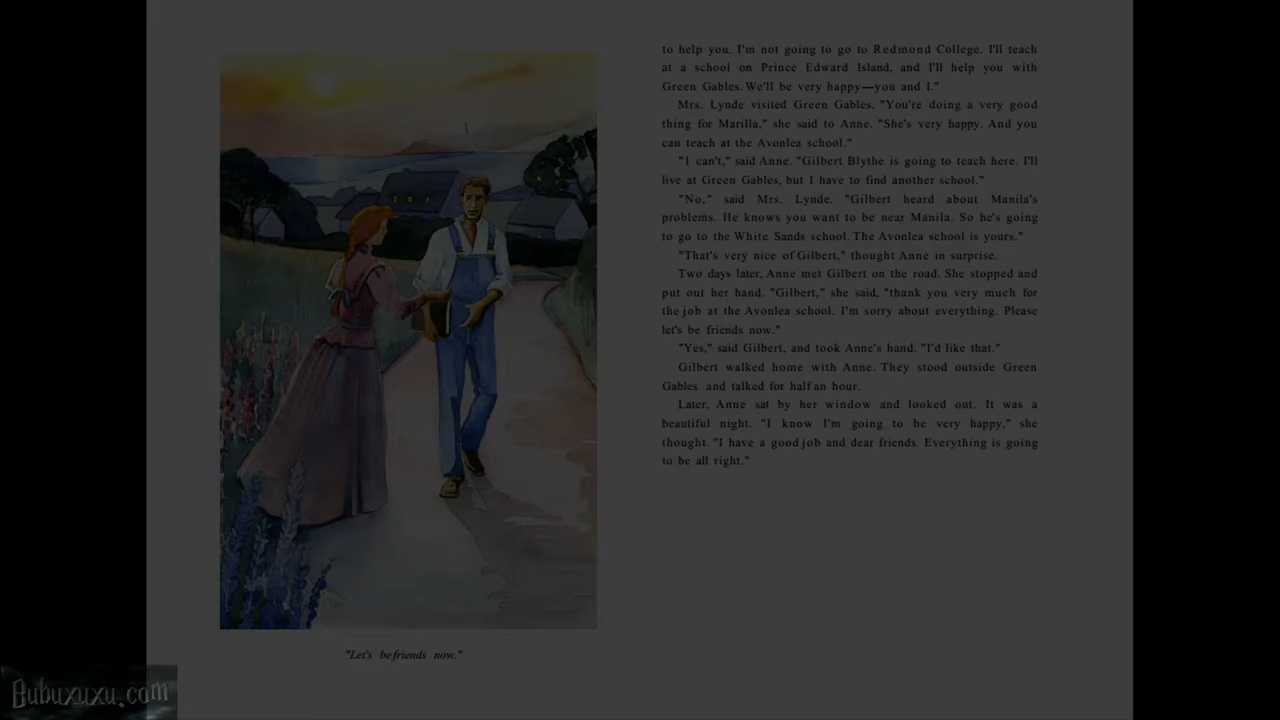 to help you. I'm not going to go to Redmond College. I'll teach
at a school on Prince Edward Island, and I'll help you with
Green Gables. We'll be very happy—you and I."
Mrs. Lynde visited Green Gables. "You're doing a very good
thing for Marilla," she said to Anne. "She's very happy. And you
can teach at the Avonlea school."
"I can't," said Anne. "Gilbert Blythe is going to teach here. I'll
live at Green Gables, but I have to find another school."
"No," said Mrs. Lynde. "Gilbert heard about Manila's
problems. He knows you want to be near Manila. So he's going
to go to the White Sands school. The Avonlea school is yours."
"That's very nice of Gilbert," thought Anne in surprise.
Two days later, Anne met Gilbert on the road. She stopped and
put out her hand. "Gilbert," she said, "thank you very much for
the job at the Avonlea school. I'm sorry about everything. Please
let's be friends now."
"Yes," said Gilbert, and took Anne's hand. "I'd like that."
Gilbert walked home with Anne. They stood outside Green
Gables and talked for half an hour.
Later, Anne sat by her window and looked out. It was a
beautiful night. "I know I'm going to be very happy," she
thought. "I have a good job and dear friends. Everything is going
to be all right."
"Let's be friends now."
Bubuxuxu.com